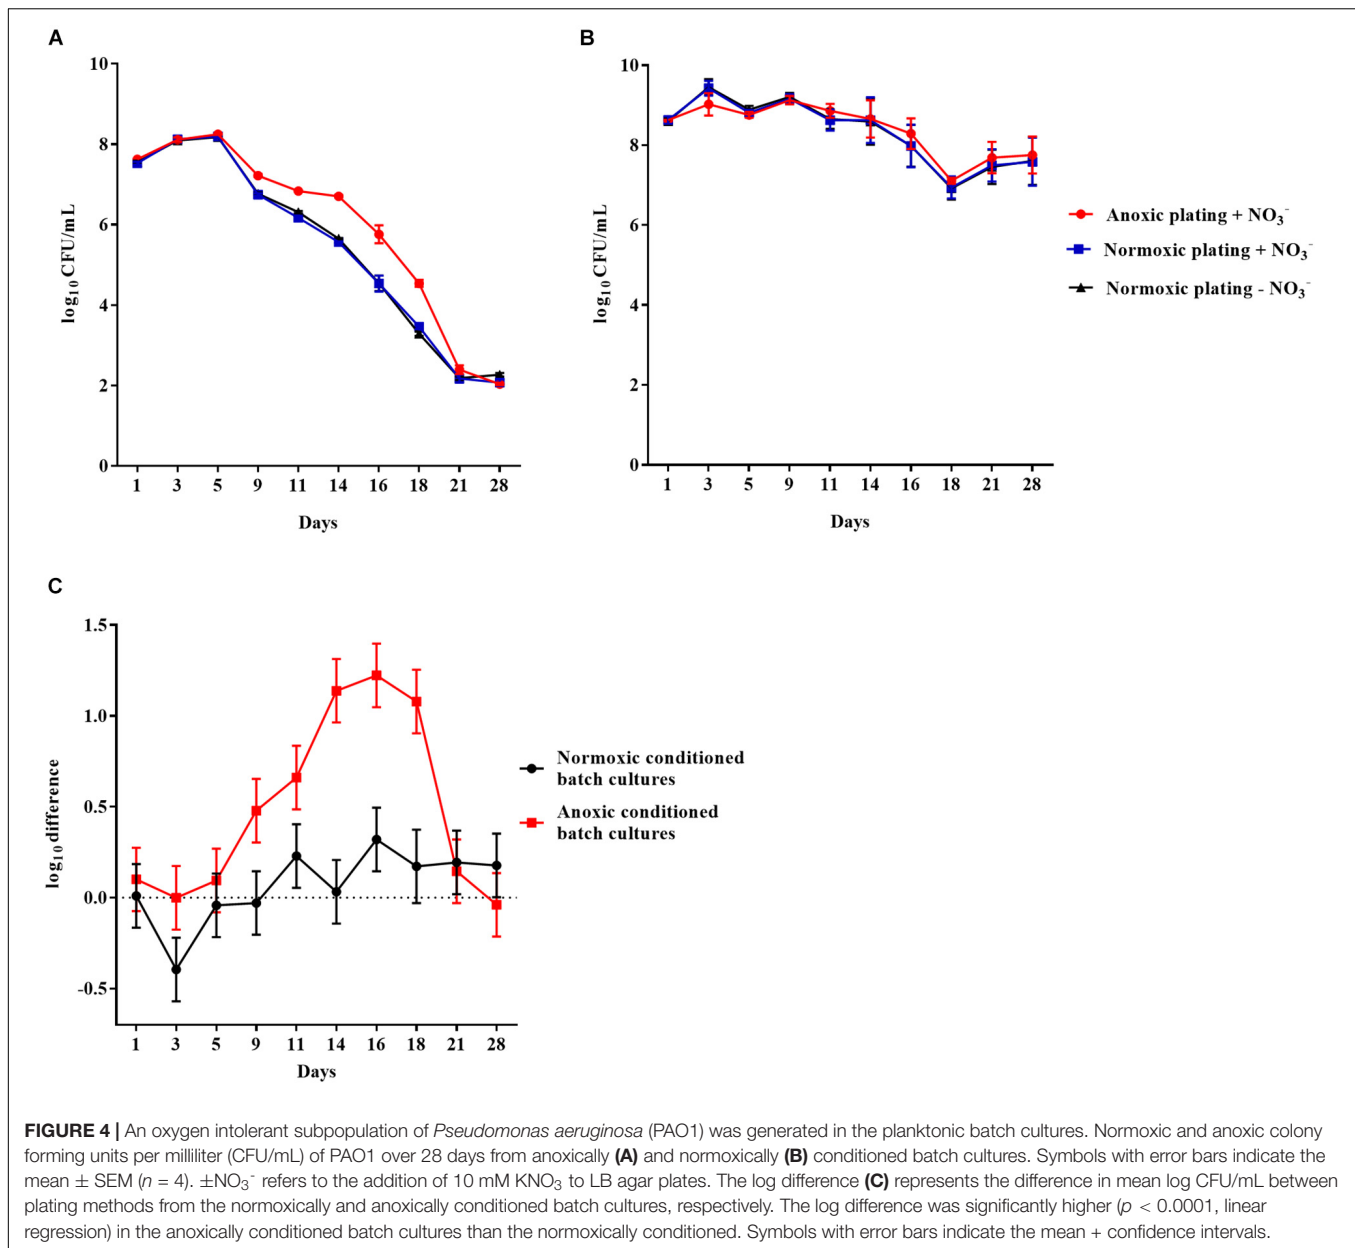 A
10
8
6
4
2
0
log₁₀ CFU/mL
1 3 5 9 11 14 16 18 21 28
Days
B
10
8
6
4
2
0
log₁₀ CFU/mL
1 3 5 9 11 14 16 18 21 28
Days
Anoxic plating + NO₃⁻
Normoxic plating + NO₃⁻
Normoxic plating - NO₃⁻
C
1.5
1.0
0.5
0.0
-0.5
log₁₀ difference
1 3 5 9 11 14 16 18 21 28
Days
Normoxic conditioned
batch cultures
Anoxic conditioned
batch cultures
FIGURE 4 | An oxygen intolerant subpopulation of Pseudomonas aeruginosa (PAO1) was generated in the planktonic batch cultures. Normoxic and anoxic colony
forming units per milliliter (CFU/mL) of PAO1 over 28 days from anoxically (A) and normoxically (B) conditioned batch cultures. Symbols with error bars indicate the
mean ± SEM (n = 4). ±NO₃⁻ refers to the addition of 10 mM KNO₃ to LB agar plates. The log difference (C) represents the difference in mean log CFU/mL between
plating methods from the normoxically and anoxically conditioned batch cultures, respectively. The log difference was significantly higher (p < 0.0001, linear
regression) in the anoxically conditioned batch cultures than the normoxically conditioned. Symbols with error bars indicate the mean + confidence intervals.